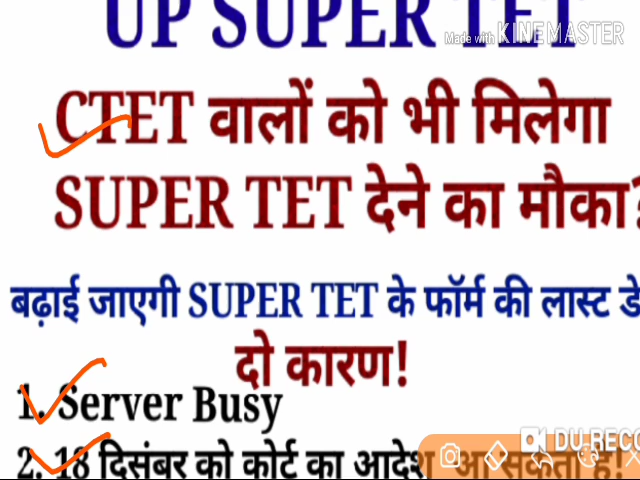 UP SUPER TET
Made with KINEMASTER
CTET वालों को भी मिलेगा
SUPER TET देने का मौका?
बढ़ाई जाएगी SUPER TET के फॉर्म की लास्ट डे
दो कारण!
1. Server Busy
DU RECO
2. 18 दिसंबर को कोर्ट का आदेश आ सकता है!